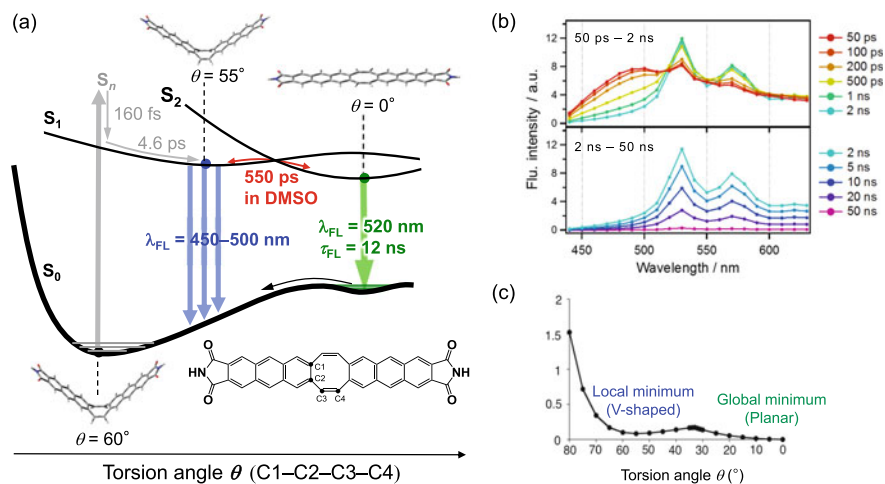 (a)
θ = 55°
θ = 0°
Sn
S2
S1
160 fs
4.6 ps
550 ps
in DMSO
λFL = 450–500 nm
λFL = 520 nm
τFL = 12 ns
S0
C1
C2
C3
C4
O
O
HN
NH
O
O
θ = 60°
Torsion angle θ (C1–C2–C3–C4)
(b)
50 ps – 2 ns
12
8
4
0
50 ps
100 ps
200 ps
500 ps
1 ns
2 ns
2 ns – 50 ns
12
8
4
0
2 ns
5 ns
10 ns
20 ns
50 ns
Flu. intensity / a.u.
450
500
550
600
Wavelength / nm
(c)
2
1.5
1
0.5
0
Local minimum
(V-shaped)
Global minimum
(Planar)
80
70
60
50
40
30
20
10
0
Torsion angle θ (°)